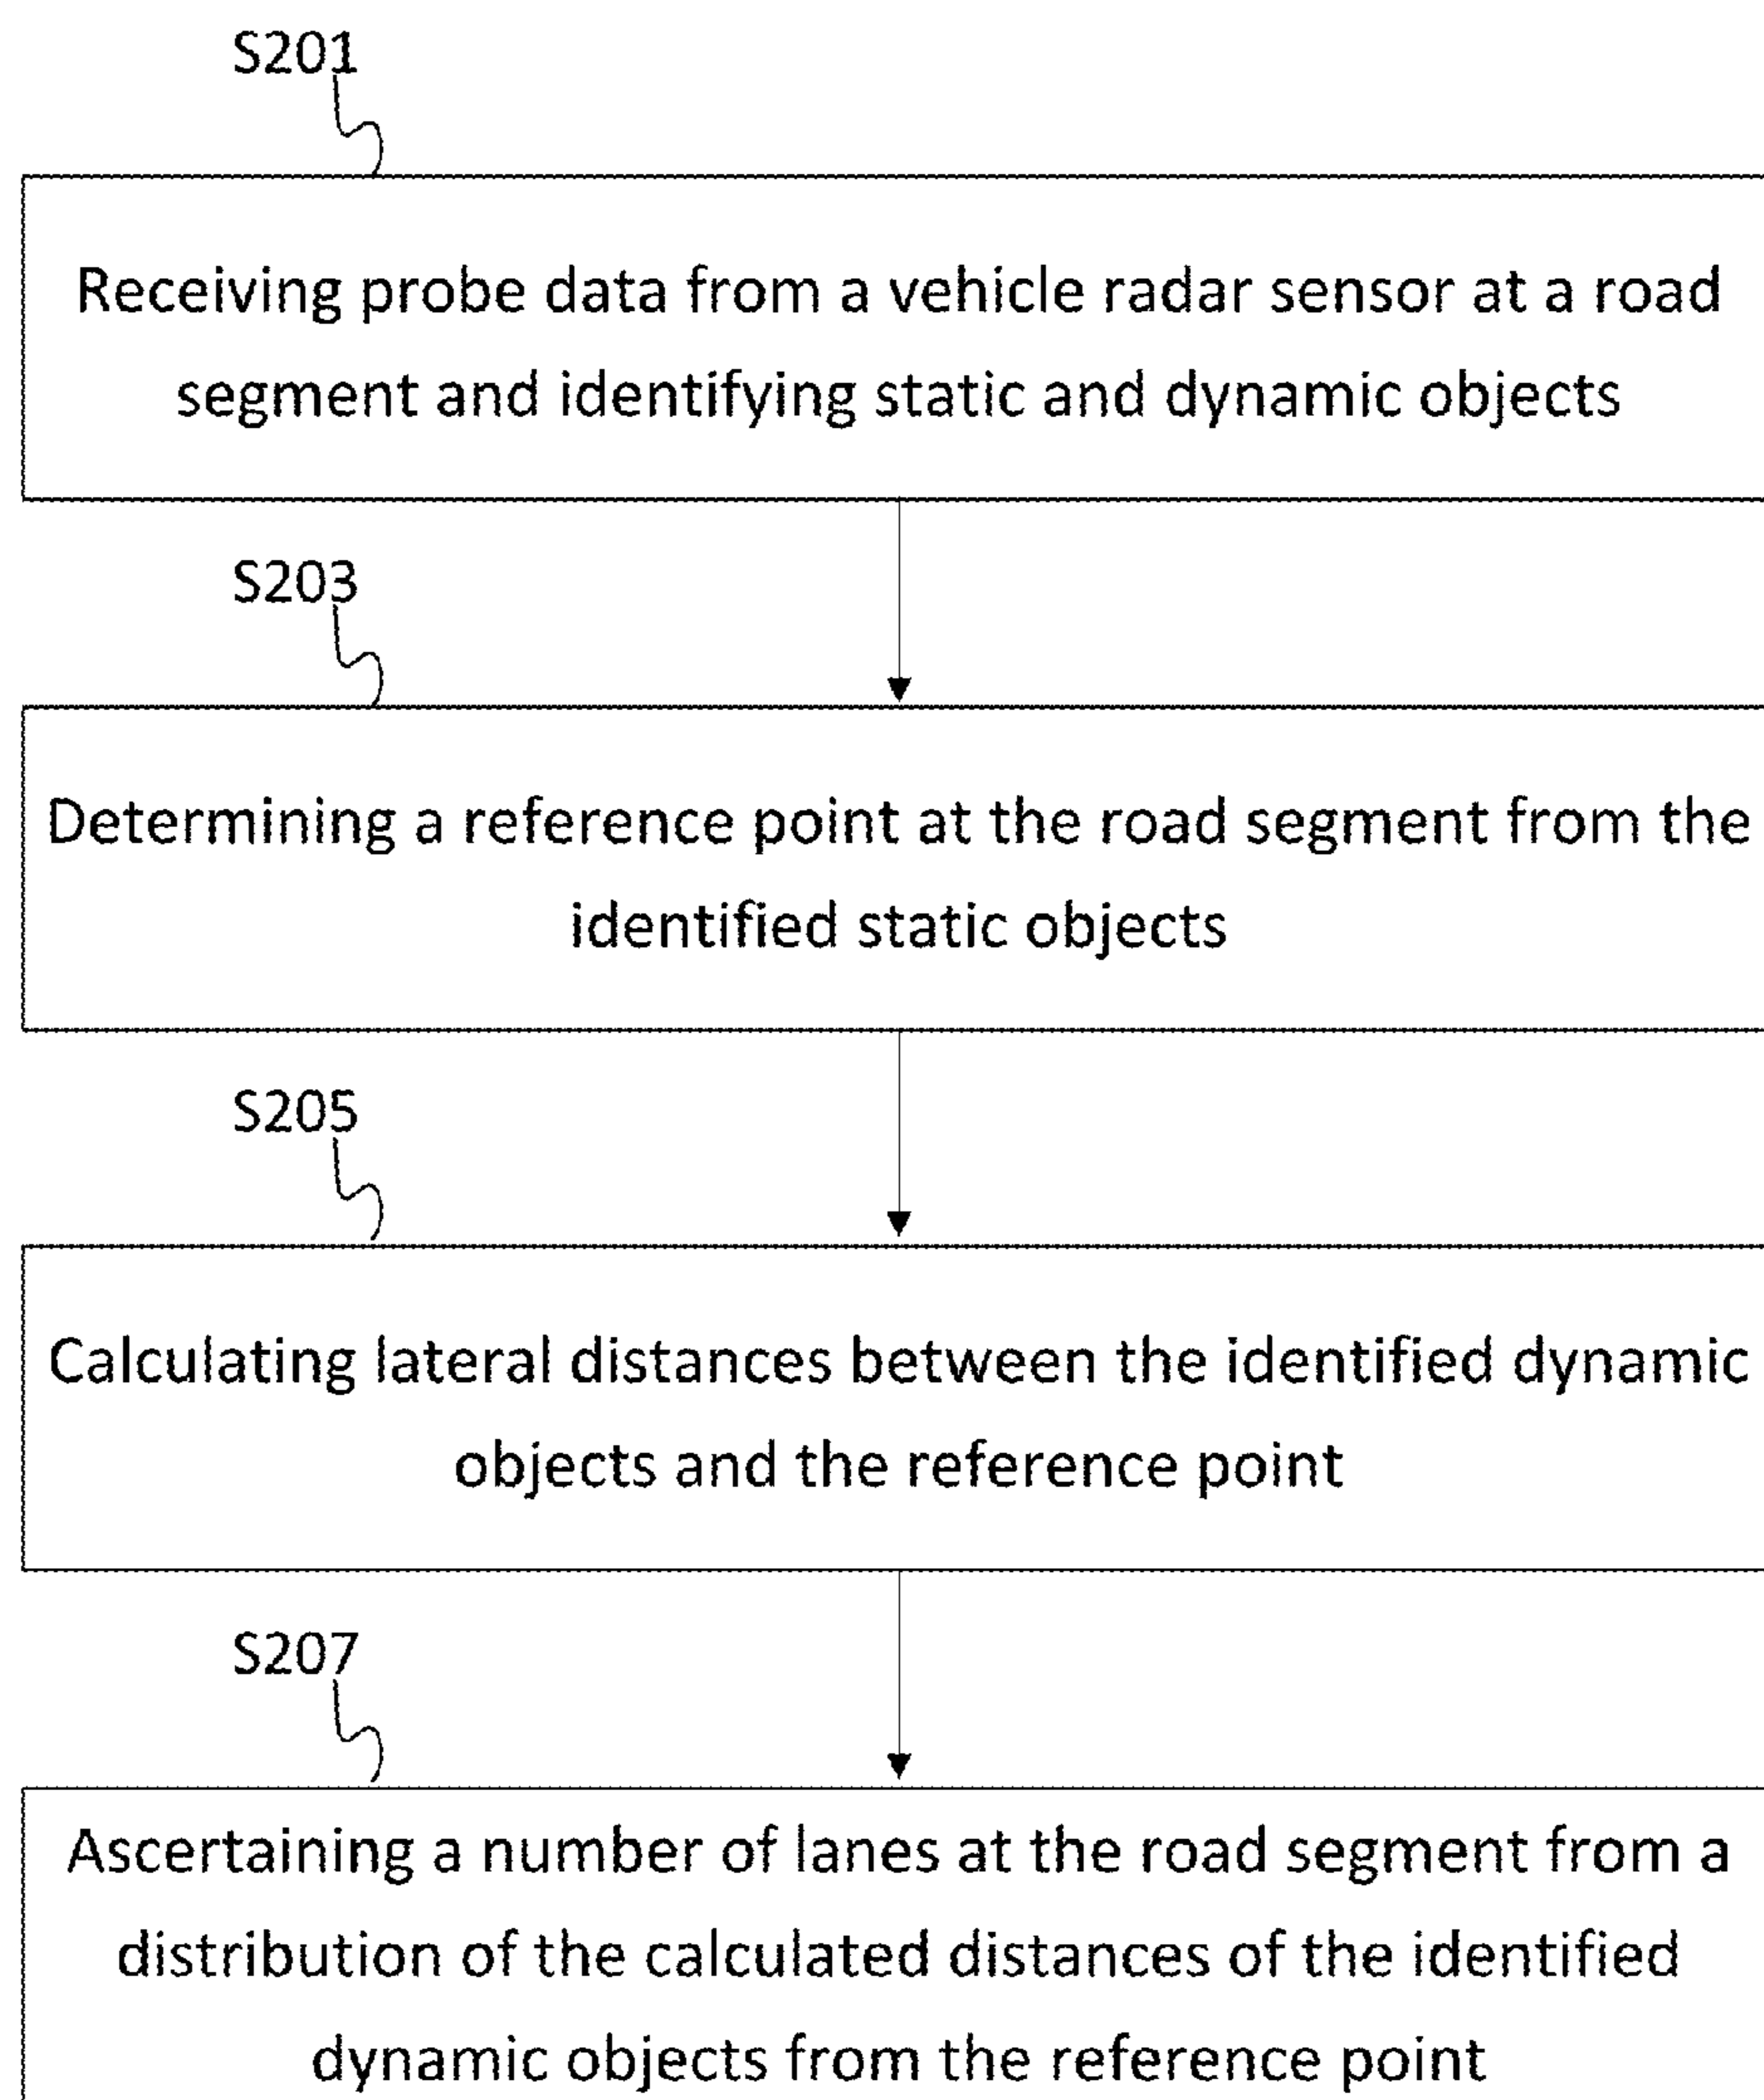 S201
Receiving probe data from a vehicle radar sensor at a road
segment and identifying static and dynamic objects
S203
Determining a reference point at the road segment from the
identified static objects
S205
Calculating lateral distances between the identified dynamic
objects and the reference point
S207
Ascertaining a number of lanes at the road segment from a
distribution of the calculated distances of the identified
dynamic objects from the reference point